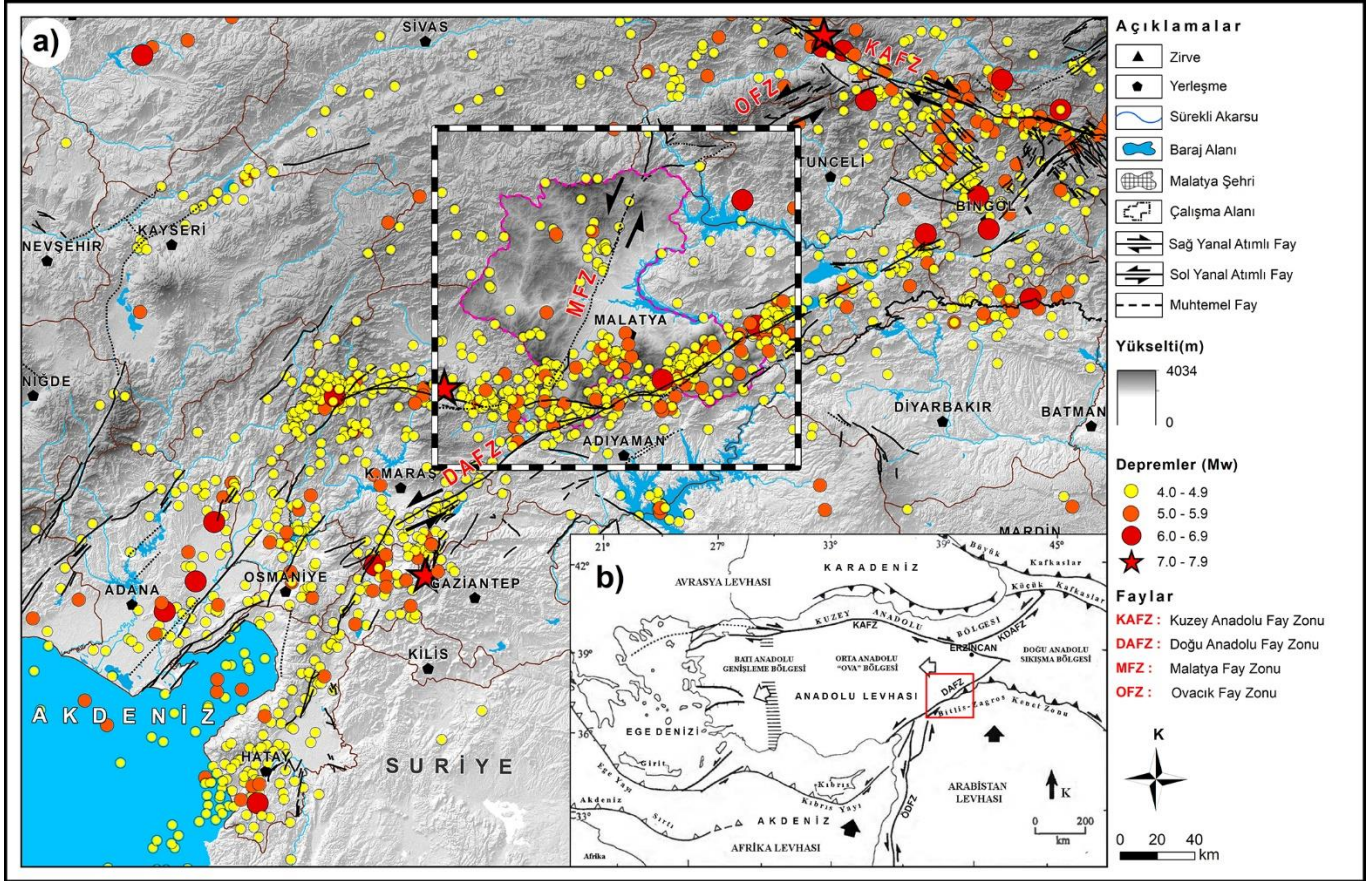 a)
SİVAS
KAFZ
OFZ
TUNCELİ
BİNGÖL
KAYSERİ
NEVŞEHİR
MFZ
MALATYA
NİĞDE
DİYARBAKIR
BATMAN
ADIYAMAN
K.MARAŞ
DAFZ
MARDİN
ADANA
OSMANİYE
GAZİANTEP
KİLİS
AKDENİZ
HATAY
SURİYE
b)
21°
27°
33°
39°
45°
42°
39°
36°
33°
AVRASYA LEVHASI
KARADENİZ
Büyük
Kafkaslar
Küçük
Kafkaslar
KUZEY
ANADOLU
BÖLGESİ
KAFZ
KDAFZ
ERZİNCAN
BATI ANADOLU
GENİŞLEME BÖLGESİ
ORTA ANADOLU
"OVA" BÖLGESİ
DOĞU ANADOLU
SIKIŞMA BÖLGESİ
ANADOLU LEVHASI
DAFZ
Bitlis-Zagros Kenet Zonu
EGE DENİZİ
Girit
Ege Yayı
Kıbrıs
Kıbrıs Yayı
ÖDFZ
ARABİSTAN
LEVHASI
K
Akdeniz
Sırtı
AKDENİZ
AFRİKA LEVHASI
Afrika
0 200
km
Açıklamalar
Zirve
Yerleşme
Sürekli Akarsu
Baraj Alanı
Malatya Şehri
Çalışma Alanı
Sağ Yanal Atımlı Fay
Sol Yanal Atımlı Fay
Muhtemel Fay
Yükselti(m)
4034
0
Depremler (Mw)
4.0 - 4.9
5.0 - 5.9
6.0 - 6.9
7.0 - 7.9
Faylar
KAFZ : Kuzey Anadolu Fay Zonu
DAFZ : Doğu Anadolu Fay Zonu
MFZ : Malatya Fay Zonu
OFZ : Ovacık Fay Zonu
K
0 20 40
km